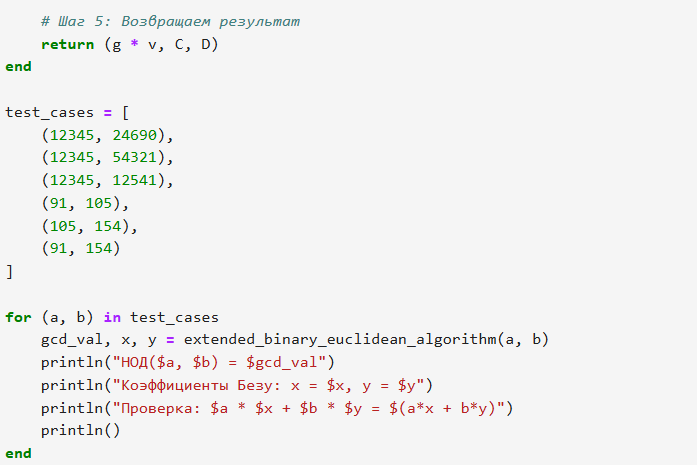 # Шаг 5: Возвращаем результат
    return (g * v, C, D)
end

test_cases = [
    (12345, 24690),
    (12345, 54321),
    (12345, 12541),
    (91, 105),
    (105, 154),
    (91, 154)
]

for (a, b) in test_cases
    gcd_val, x, y = extended_binary_euclidean_algorithm(a, b)
    println("НОД($a, $b) = $gcd_val")
    println("Коэффициенты Безу: x = $x, y = $y")
    println("Проверка: $a * $x + $b * $y = $(a*x + b*y)")
    println()
end